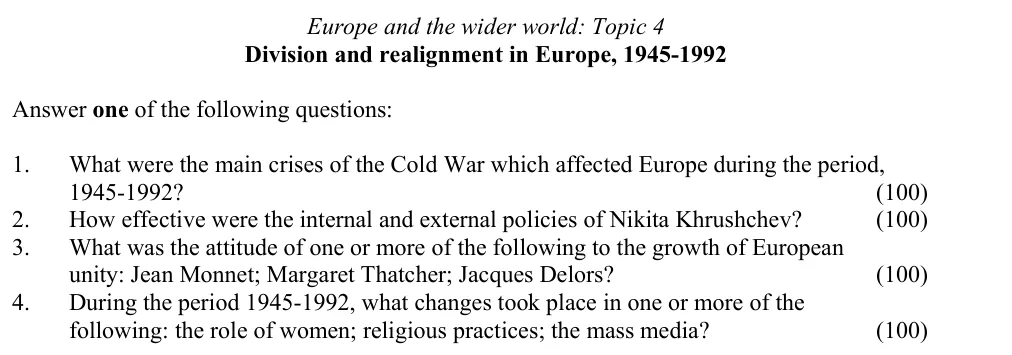 Europe and the wider world: Topic 4
Division and realignment in Europe, 1945-1992
Answer one of the following questions:
1. What were the main crises of the Cold War which affected Europe during the period,
1945-1992? (100)
2. How effective were the internal and external policies of Nikita Khrushchev? (100)
3. What was the attitude of one or more of the following to the growth of European
unity: Jean Monnet; Margaret Thatcher; Jacques Delors? (100)
4. During the period 1945-1992, what changes took place in one or more of the
following: the role of women; religious practices; the mass media? (100)